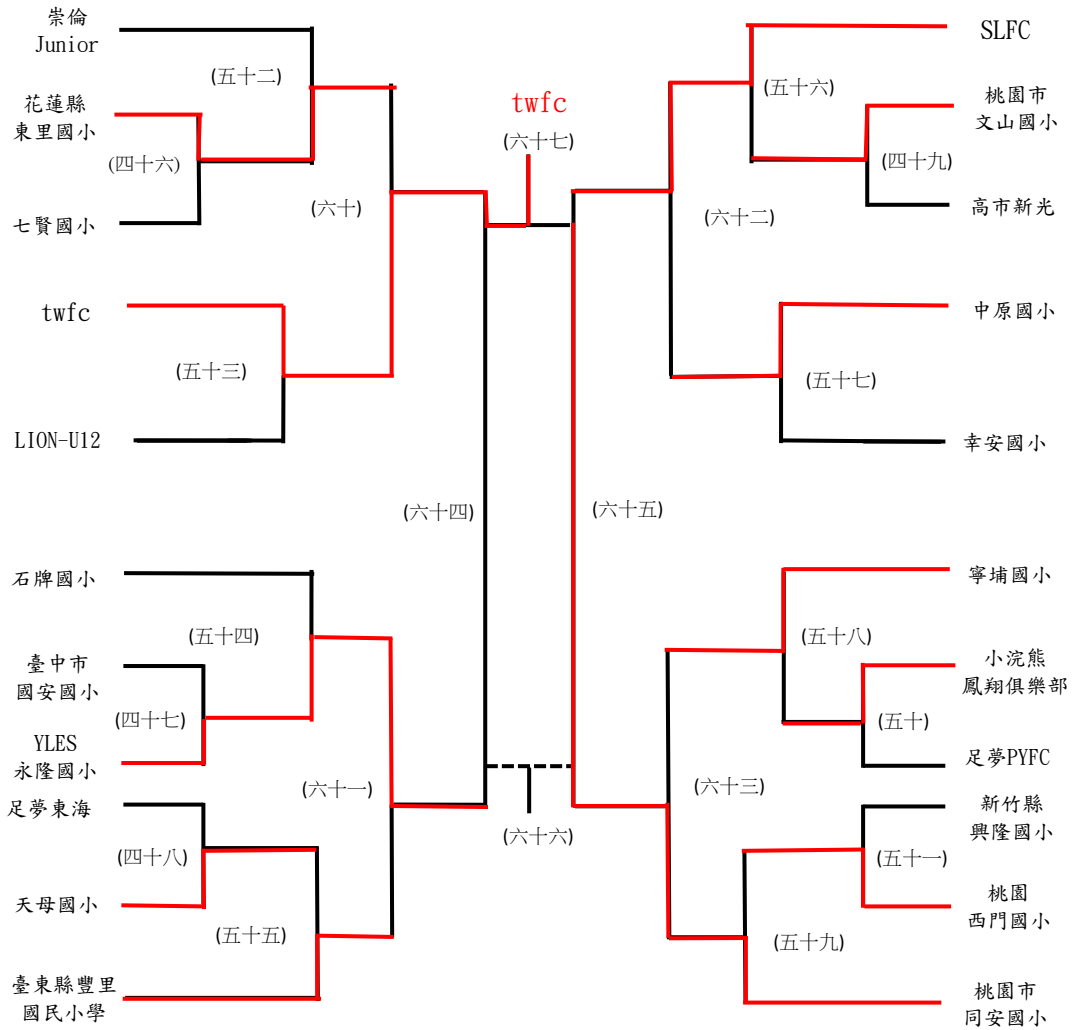 崇倫
Junior
(五十二)
花蓮縣
東里國小
(四十六)
七賢國小
(六十)
twfc
(五十三)
LION-U12
(六十四)
石牌國小
(五十四)
臺中市
國安國小
(四十七)
YLES
永隆國小
(六十一)
足夢東海
(四十八)
天母國小
(五十五)
臺東縣豐里
國民小學
twfc
(六十七)
(六十六)
SLFC
(五十六)
桃園市
文山國小
(四十九)
高市新光
(六十二)
中原國小
(五十七)
幸安國小
(六十五)
寧埔國小
(五十八)
小浣熊
鳳翔俱樂部
(五十)
足夢PYFC
(六十三)
新竹縣
興隆國小
(五十一)
桃園
西門國小
(五十九)
桃園市
同安國小